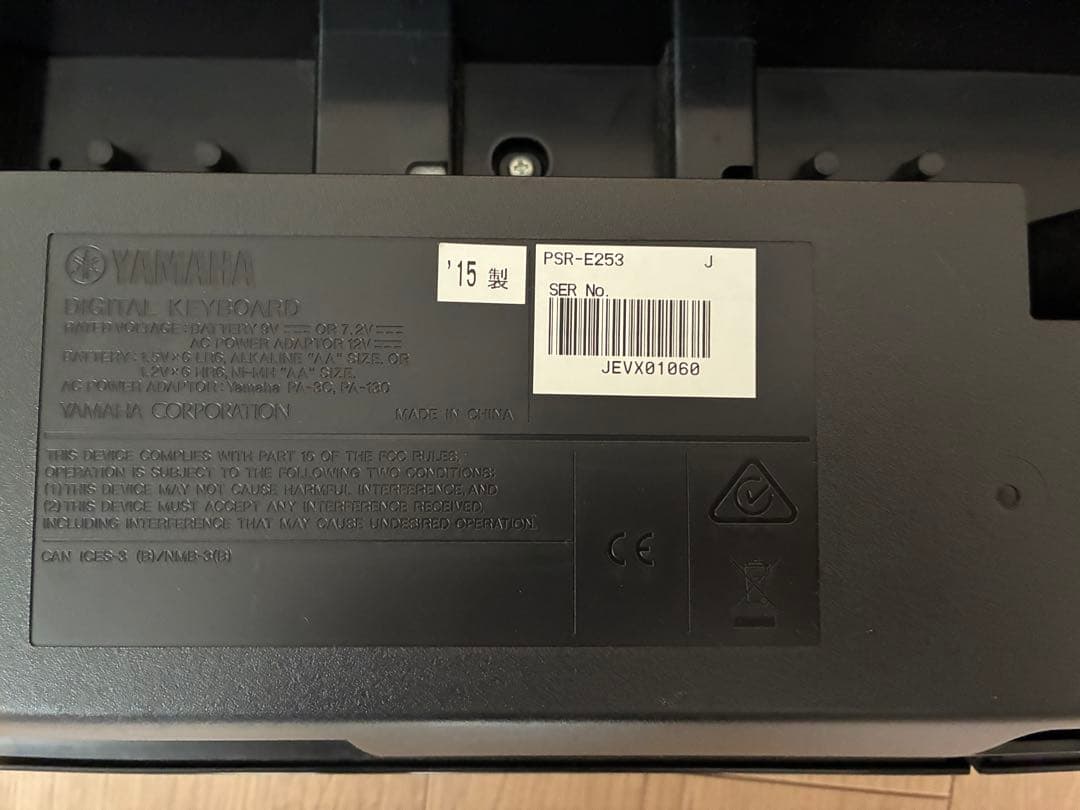 YAMAHA
DIGITAL KEYBOARD
RATED VOLTAGE : BATTERY 9V ⎓ OR 7.2V ⎓
AC POWER ADAPTOR 12V ⎓
BATTERY : 1.5V×6 LR6, ALKALINE "AA" SIZE. OR
1.2V×6 HR6, Ni-MH "AA" SIZE.
AC POWER ADAPTOR : Yamaha PA-3C, PA-130
YAMAHA CORPORATION
MADE IN CHINA
'15 製
PSR-E253 J
SER No.
JEVX01060
THIS DEVICE COMPLIES WITH PART 15 OF THE FCC RULES.
OPERATION IS SUBJECT TO THE FOLLOWING TWO CONDITIONS:
(1) THIS DEVICE MAY NOT CAUSE HARMFUL INTERFERENCE, AND
(2) THIS DEVICE MUST ACCEPT ANY INTERFERENCE RECEIVED,
INCLUDING INTERFERENCE THAT MAY CAUSE UNDESIRED OPERATION.
CAN ICES-3 (B)/NMB-3(B)
CE